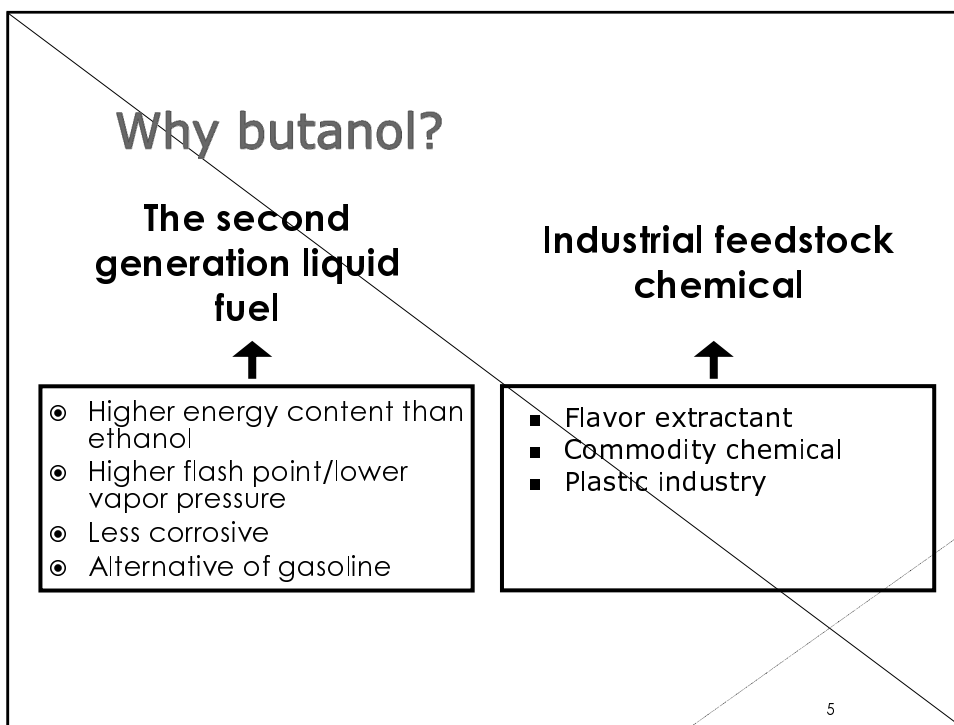 Why butanol?
The second
generation liquid
fuel
Higher energy content than
ethanol
Higher flash point/lower
vapor pressure
Less corrosive
Alternative of gasoline
Industrial feedstock
chemical
Flavor extractant
Commodity chemical
Plastic industry
5